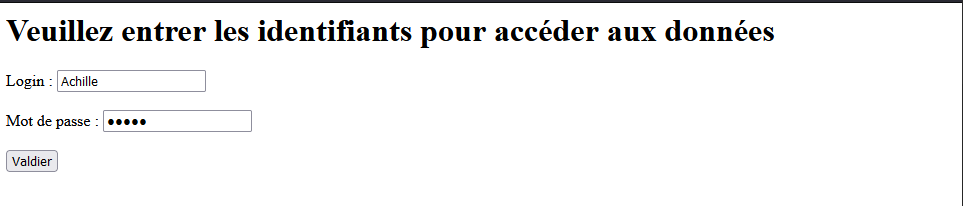 Veuillez entrer les identifiants pour accéder aux données
Login : Achille
Mot de passe : •••••
Valdier